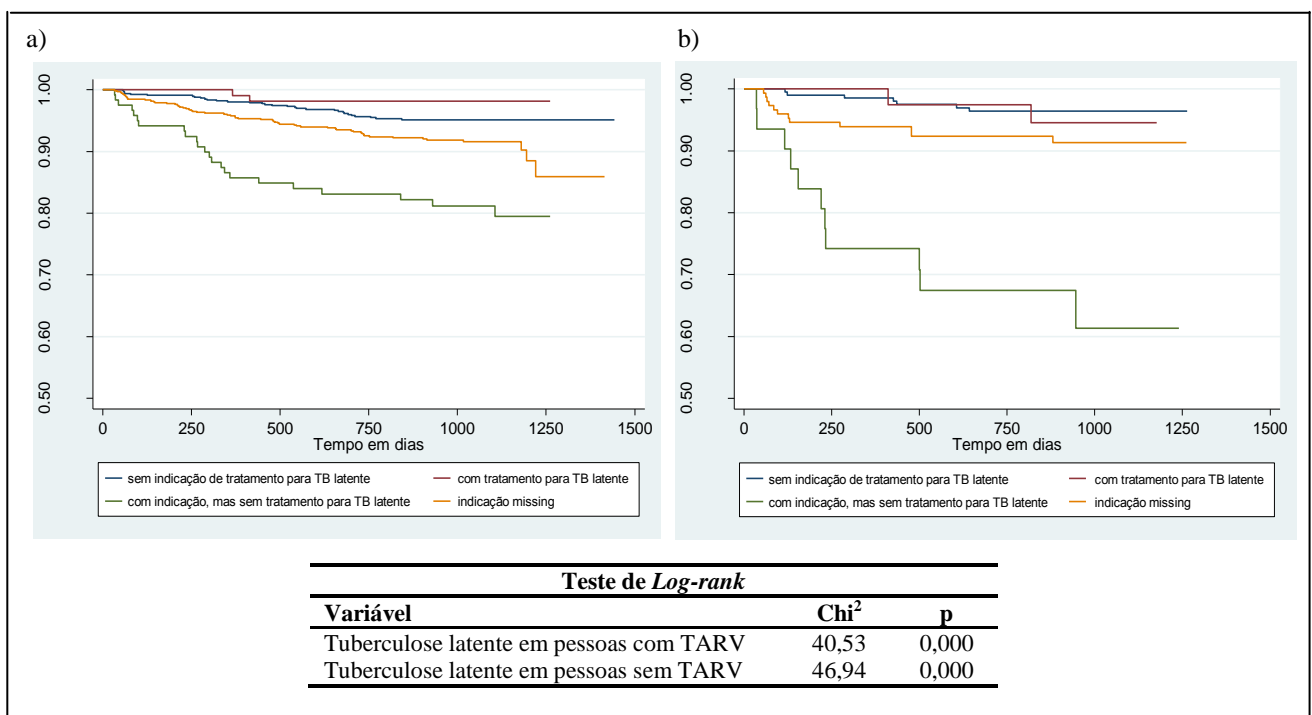 a)
1.00
0.90
0.80
0.70
0.60
0.50
0 250 500 750 1000 1250 1500
Tempo em dias
sem indicação de tratamento para TB latente
com tratamento para TB latente
com indicação, mas sem tratamento para TB latente
indicação missing
b)
1.00
0.90
0.80
0.70
0.60
0.50
0 250 500 750 1000 1250 1500
Tempo em dias
sem indicação de tratamento para TB latente
com tratamento para TB latente
com indicação, mas sem tratamento para TB latente
indicação missing
Teste de Log-rank
Variável Chi² p
Tuberculose latente em pessoas com TARV 40,53 0,000
Tuberculose latente em pessoas sem TARV 46,94 0,000